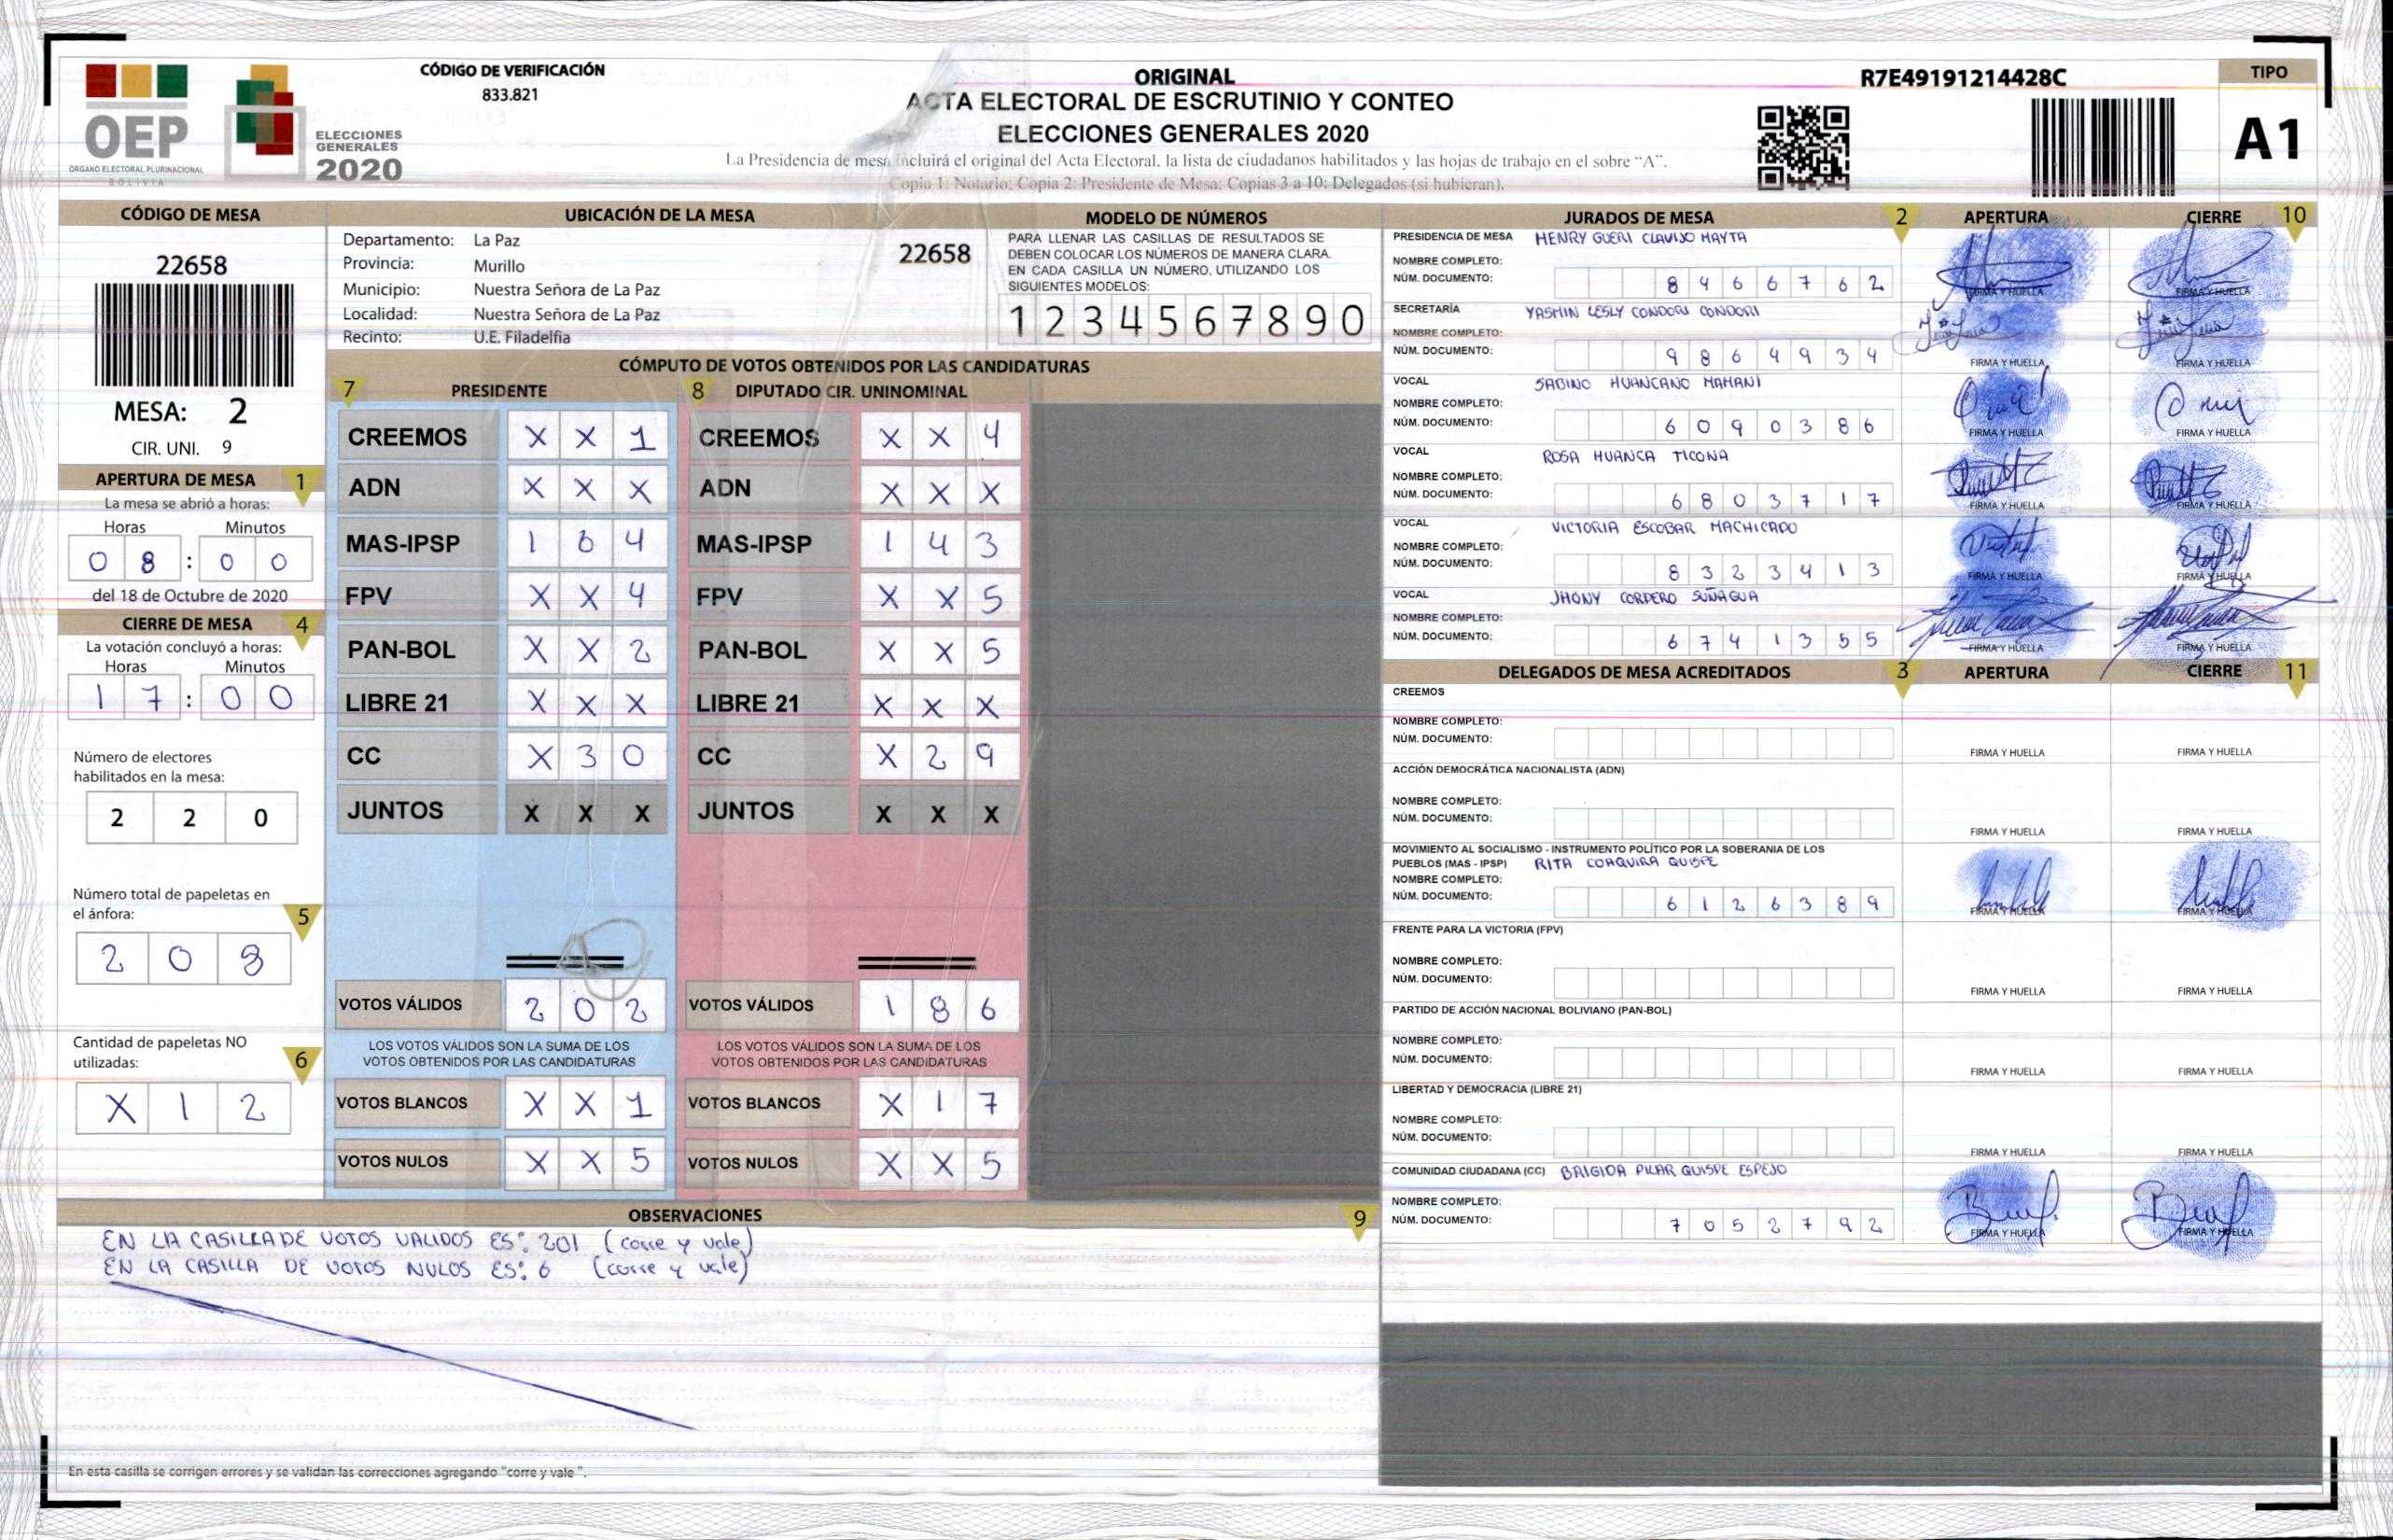 CÓDIGO DE VERIFICACIÓN
833.821
OEP
ÓRGANO ELECTORAL PLURINACIONAL
BOLIVIA
ELECCIONES
GENERALES
2020
ORIGINAL
ACTA ELECTORAL DE ESCRUTINIO Y CONTEO
ELECCIONES GENERALES 2020
La Presidencia de mesa incluirá el original del Acta Electoral, la lista de ciudadanos habilitados y las hojas de trabajo en el sobre “A”.
Copia 1: Notario; Copia 2: Presidente de Mesa; Copias 3 a 10: Delegados (si hubieran).
R7E49191214428C
TIPO
A1
CÓDIGO DE MESA
22658
MESA: 2
CIR. UNI. 9
APERTURA DE MESA 1
La mesa se abrió a horas:
Horas Minutos
0 8 : 0 0
del 18 de Octubre de 2020
CIERRE DE MESA 4
La votación concluyó a horas:
Horas Minutos
1 7 : 0 0
Número de electores
habilitados en la mesa:
2 2 0
Número total de papeletas en
el ánfora: 5
2 0 8
Cantidad de papeletas NO
utilizadas: 6
X 1 2
UBICACIÓN DE LA MESA
Departamento: La Paz
Provincia: Murillo
Municipio: Nuestra Señora de La Paz
Localidad: Nuestra Señora de La Paz
Recinto: U.E. Filadelfia
22658
MODELO DE NÚMEROS
PARA LLENAR LAS CASILLAS DE RESULTADOS SE
DEBEN COLOCAR LOS NÚMEROS DE MANERA CLARA.
EN CADA CASILLA UN NÚMERO, UTILIZANDO LOS
SIGUIENTES MODELOS:
1 2 3 4 5 6 7 8 9 0
CÓMPUTO DE VOTOS OBTENIDOS POR LAS CANDIDATURAS
7 PRESIDENTE
CREEMOS X X 1
ADN X X X
MAS-IPSP 1 6 4
FPV X X 4
PAN-BOL X X 2
LIBRE 21 X X X
CC X 3 0
JUNTOS X X X
VOTOS VÁLIDOS 2 0 2
LOS VOTOS VÁLIDOS SON LA SUMA DE LOS
VOTOS OBTENIDOS POR LAS CANDIDATURAS
VOTOS BLANCOS X X 1
VOTOS NULOS X X 5
8 DIPUTADO CIR. UNINOMINAL
CREEMOS X X 4
ADN X X X
MAS-IPSP 1 4 3
FPV X X 5
PAN-BOL X X 5
LIBRE 21 X X X
CC X 2 9
JUNTOS X X X
VOTOS VÁLIDOS 1 8 6
LOS VOTOS VÁLIDOS SON LA SUMA DE LOS
VOTOS OBTENIDOS POR LAS CANDIDATURAS
VOTOS BLANCOS X 1 7
VOTOS NULOS X X 5
OBSERVACIONES 9
EN LA CASILLA DE VOTOS VALIDOS ES: 201 (corre y vale)
EN LA CASILLA DE VOTOS NULOS ES: 6 (corre y vale)
En esta casilla se corrigen errores y se validan las correcciones agregando "corre y vale ".
JURADOS DE MESA 2 APERTURA CIERRE 10
PRESIDENCIA DE MESA HENRY GUERI CLAVIJO MAYTA
NOMBRE COMPLETO:
NÚM. DOCUMENTO: 8 4 6 6 7 6 2
FIRMA Y HUELLA FIRMA Y HUELLA
SECRETARÍA YASMIN LESLY CONDORI CONDORI
NOMBRE COMPLETO:
NÚM. DOCUMENTO: 9 8 6 4 9 3 4
FIRMA Y HUELLA FIRMA Y HUELLA
VOCAL SABINO HUANCANO MAMANI
NOMBRE COMPLETO:
NÚM. DOCUMENTO: 6 0 9 0 3 8 6
FIRMA Y HUELLA FIRMA Y HUELLA
VOCAL ROSA HUANCA TICONA
NOMBRE COMPLETO:
NÚM. DOCUMENTO: 6 8 0 3 7 1 7
FIRMA Y HUELLA FIRMA Y HUELLA
VOCAL VICTORIA ESCOBAR MACHICADO
NOMBRE COMPLETO:
NÚM. DOCUMENTO: 8 3 2 3 4 1 3
FIRMA Y HUELLA FIRMA Y HUELLA
VOCAL JHONY CORDERO SUÑAGUA
NOMBRE COMPLETO:
NÚM. DOCUMENTO: 6 7 4 1 3 5 5
FIRMA Y HUELLA FIRMA Y HUELLA
DELEGADOS DE MESA ACREDITADOS 3 APERTURA CIERRE 11
CREEMOS
NOMBRE COMPLETO:
NÚM. DOCUMENTO:
FIRMA Y HUELLA FIRMA Y HUELLA
ACCIÓN DEMOCRÁTICA NACIONALISTA (ADN)
NOMBRE COMPLETO:
NÚM. DOCUMENTO:
FIRMA Y HUELLA FIRMA Y HUELLA
MOVIMIENTO AL SOCIALISMO - INSTRUMENTO POLÍTICO POR LA SOBERANIA DE LOS
PUEBLOS (MAS - IPSP) RITA COAQUIRA QUISPE
NOMBRE COMPLETO:
NÚM. DOCUMENTO: 6 1 2 6 3 8 9
FIRMA Y HUELLA FIRMA Y HUELLA
FRENTE PARA LA VICTORIA (FPV)
NOMBRE COMPLETO:
NÚM. DOCUMENTO:
FIRMA Y HUELLA FIRMA Y HUELLA
PARTIDO DE ACCIÓN NACIONAL BOLIVIANO (PAN-BOL)
NOMBRE COMPLETO:
NÚM. DOCUMENTO:
FIRMA Y HUELLA FIRMA Y HUELLA
LIBERTAD Y DEMOCRACIA (LIBRE 21)
NOMBRE COMPLETO:
NÚM. DOCUMENTO:
FIRMA Y HUELLA FIRMA Y HUELLA
COMUNIDAD CIUDADANA (CC) BRIGIDA PILAR QUISPE ESPEJO
NOMBRE COMPLETO:
NÚM. DOCUMENTO: 7 0 5 2 7 9 2
FIRMA Y HUELLA FIRMA Y HUELLA